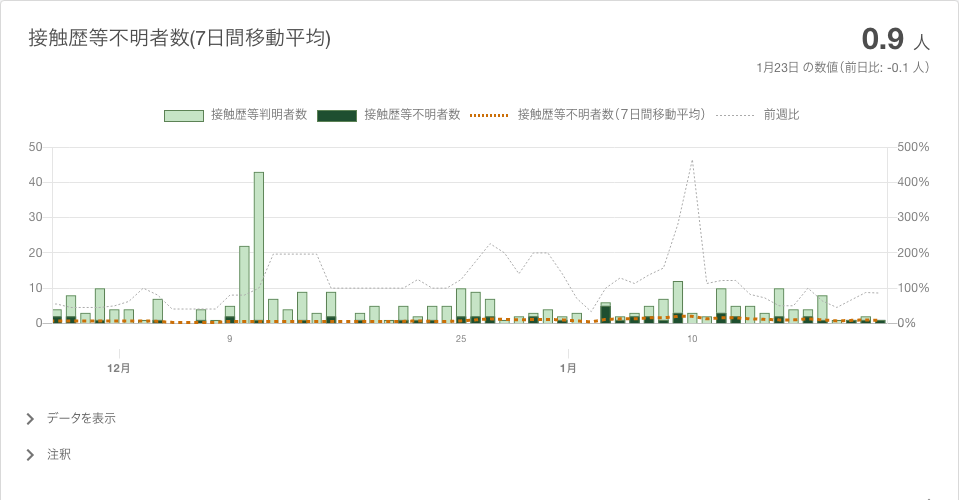 接触歴等不明者数(7日間移動平均)
0.9 人
1月23日 の数値（前日比: -0.1 人）
接触歴等判明者数 接触歴等不明者数 接触歴等不明者数（7日間移動平均） 前週比
50 500%
40 400%
30 300%
20 200%
10 100%
0 0%
9 25 10
12月 1月
データを表示
注釈